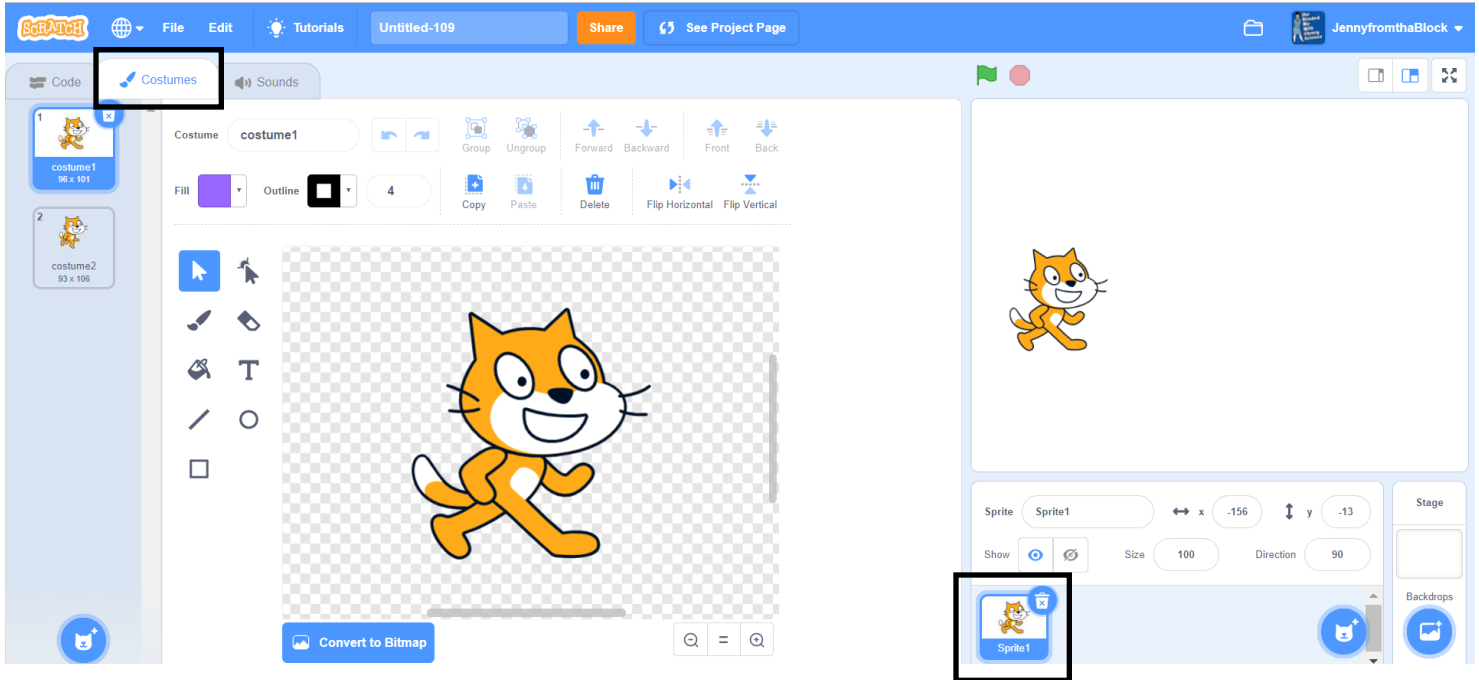 SCRATCH File Edit Tutorials Untitled-109 Share See Project Page JennyfromthaBlock
Code Costumes Sounds
1
costume1
96 x 101
2
costume2
93 x 106
Costume costume1 Group Ungroup Forward Backward Front Back
Fill Outline 4 Copy Paste Delete Flip Horizontal Flip Vertical
T
Convert to Bitmap =
Sprite Sprite1 x -156 y -13
Show Size 100 Direction 90
Sprite1
Stage
Backdrops